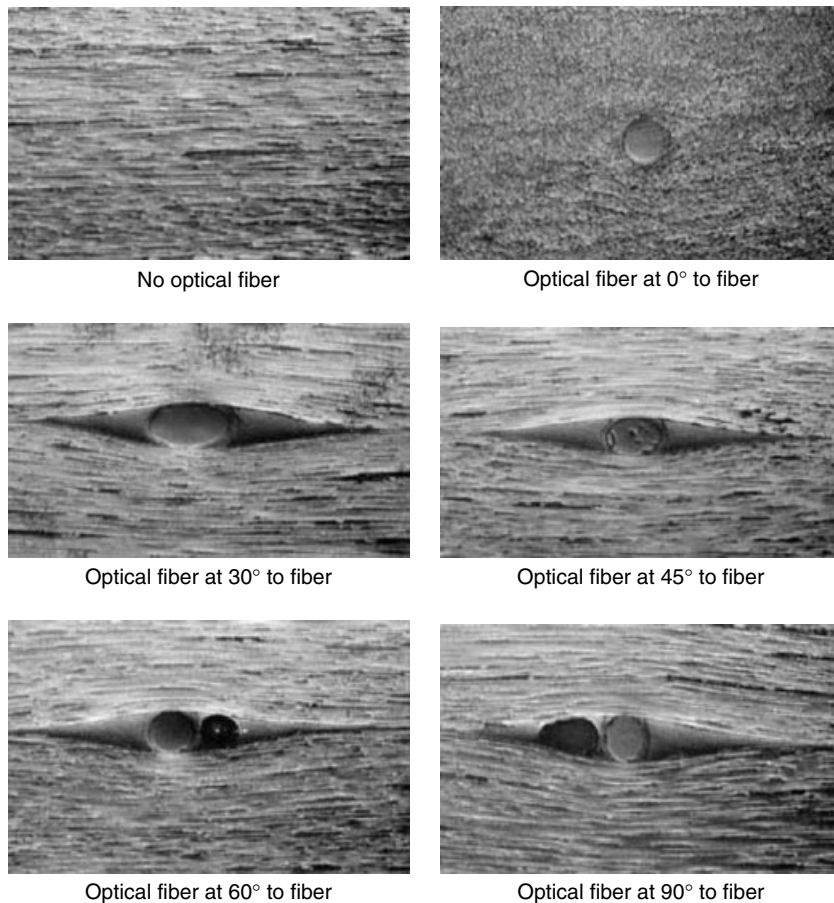 No optical fiber
Optical fiber at 0° to fiber
Optical fiber at 30° to fiber
Optical fiber at 45° to fiber
Optical fiber at 60° to fiber
Optical fiber at 90° to fiber